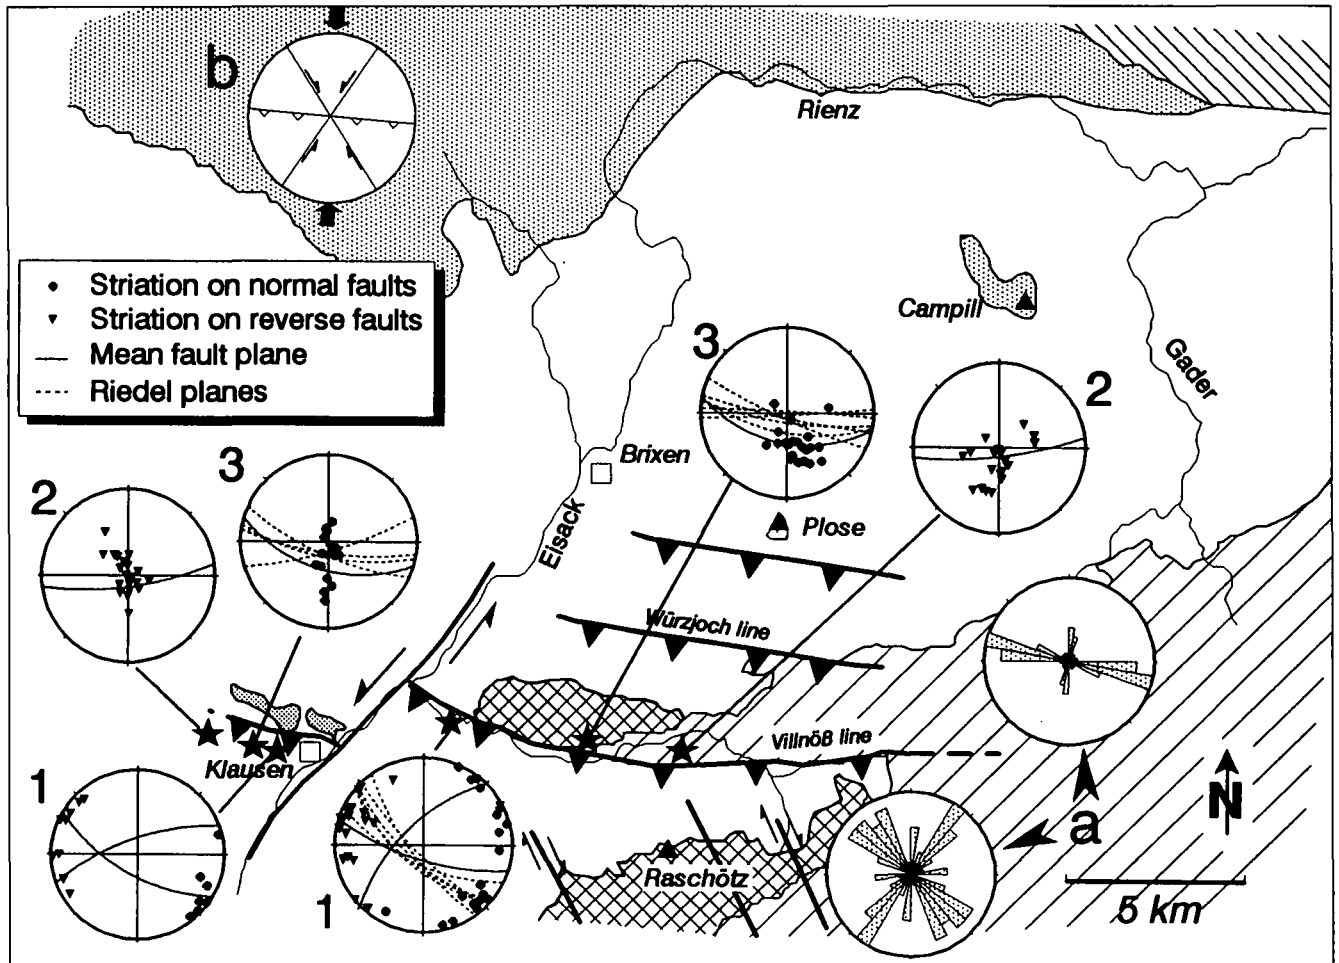 b
Rienz
Striation on normal faults
Striation on reverse faults
Mean fault plane
Riedel planes
Campill
Gader
3
2
Brixen
Eisack
Plose
2
3
Würzjoch line
Villnöß line
Klausen
1
1
Raschötz
a
N
5 km